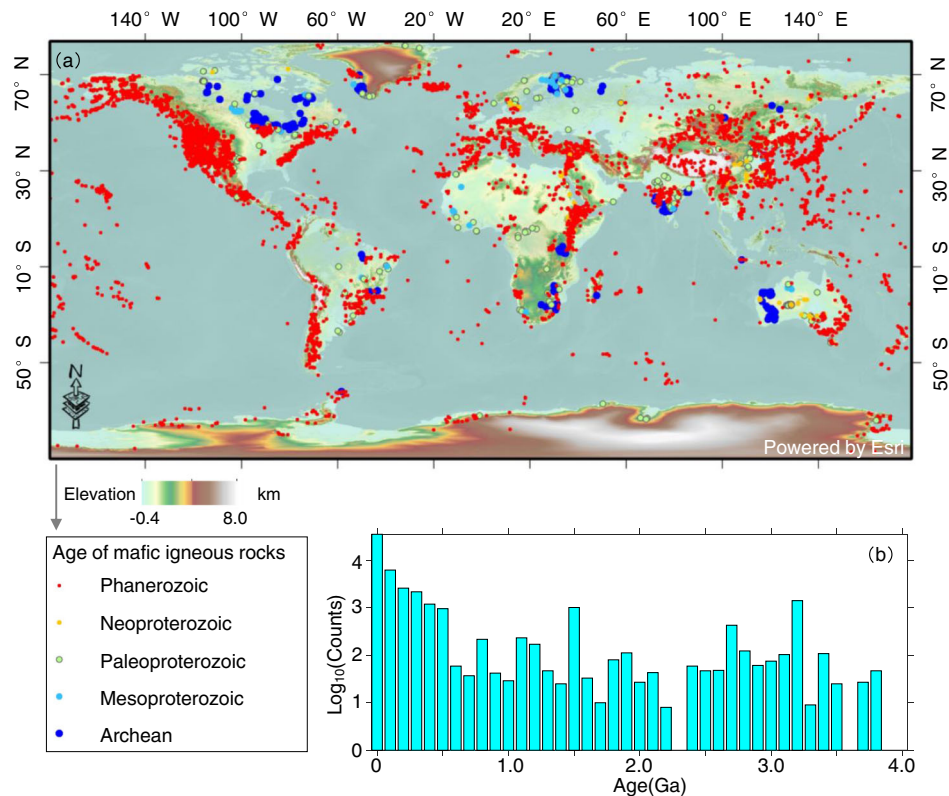 140° W 100° W 60° W 20° W 20° E 60° E 100° E 140° E
(a)
70° N
30° N
10° S
50° S
70° N
30° N
10° S
50° S
N
Powered by Esri
Elevation km
-0.4 8.0
Age of mafic igneous rocks
Phanerozoic
Neoproterozoic
Paleoproterozoic
Mesoproterozoic
Archean
(b)
Log10(Counts)
4
3
2
1
0
0 1.0 2.0 3.0 4.0
Age(Ga)